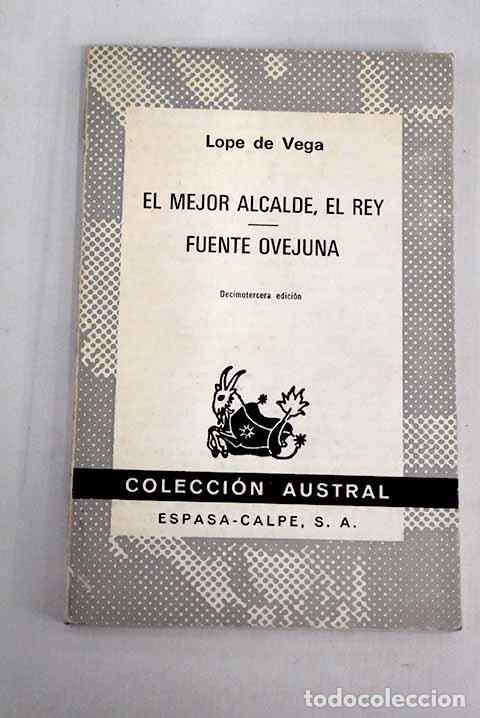 Lope de Vega
EL MEJOR ALCALDE, EL REY
FUENTE OVEJUNA
Decimotercera edición
COLECCIÓN AUSTRAL
ESPASA-CALPE, S. A.
todocoleccion